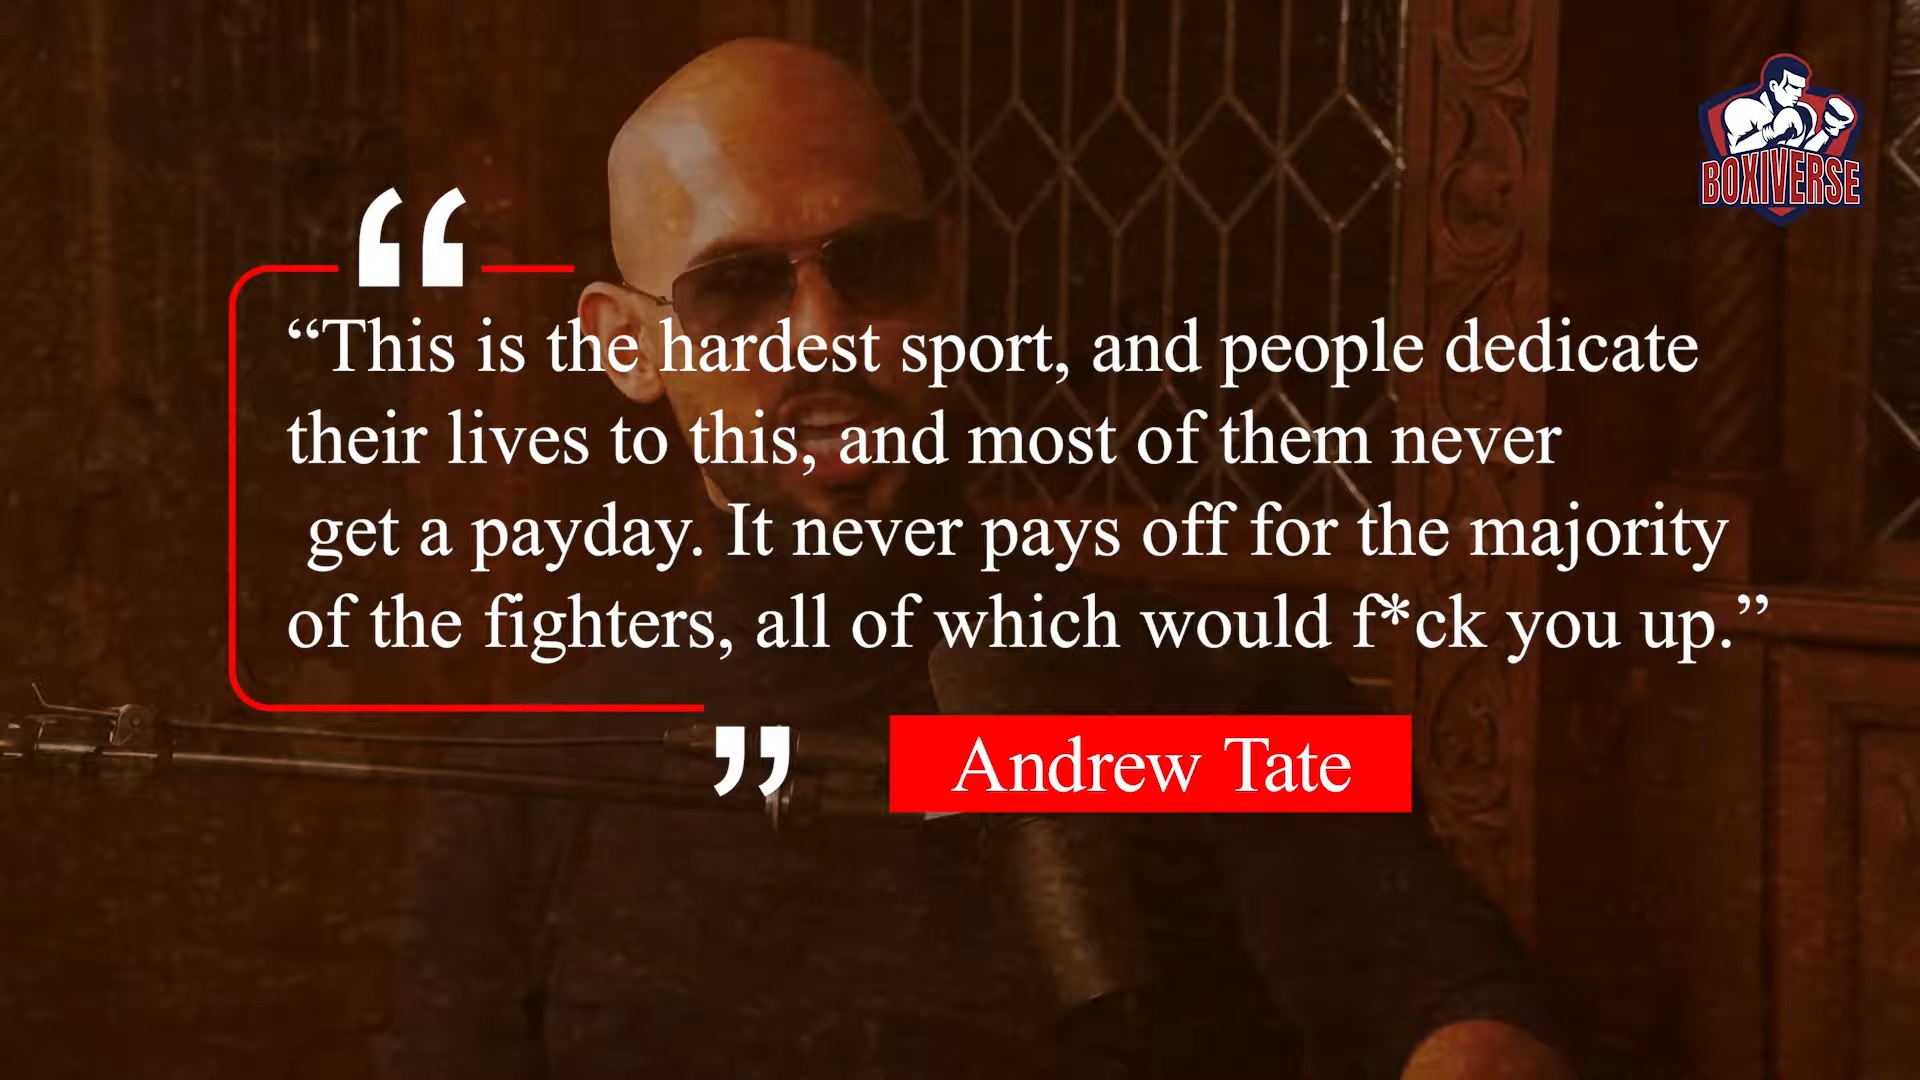 BOXIVERSE
“This is the hardest sport, and people dedicate
their lives to this, and most of them never
get a payday. It never pays off for the majority
of the fighters, all of which would f*ck you up.”
Andrew Tate